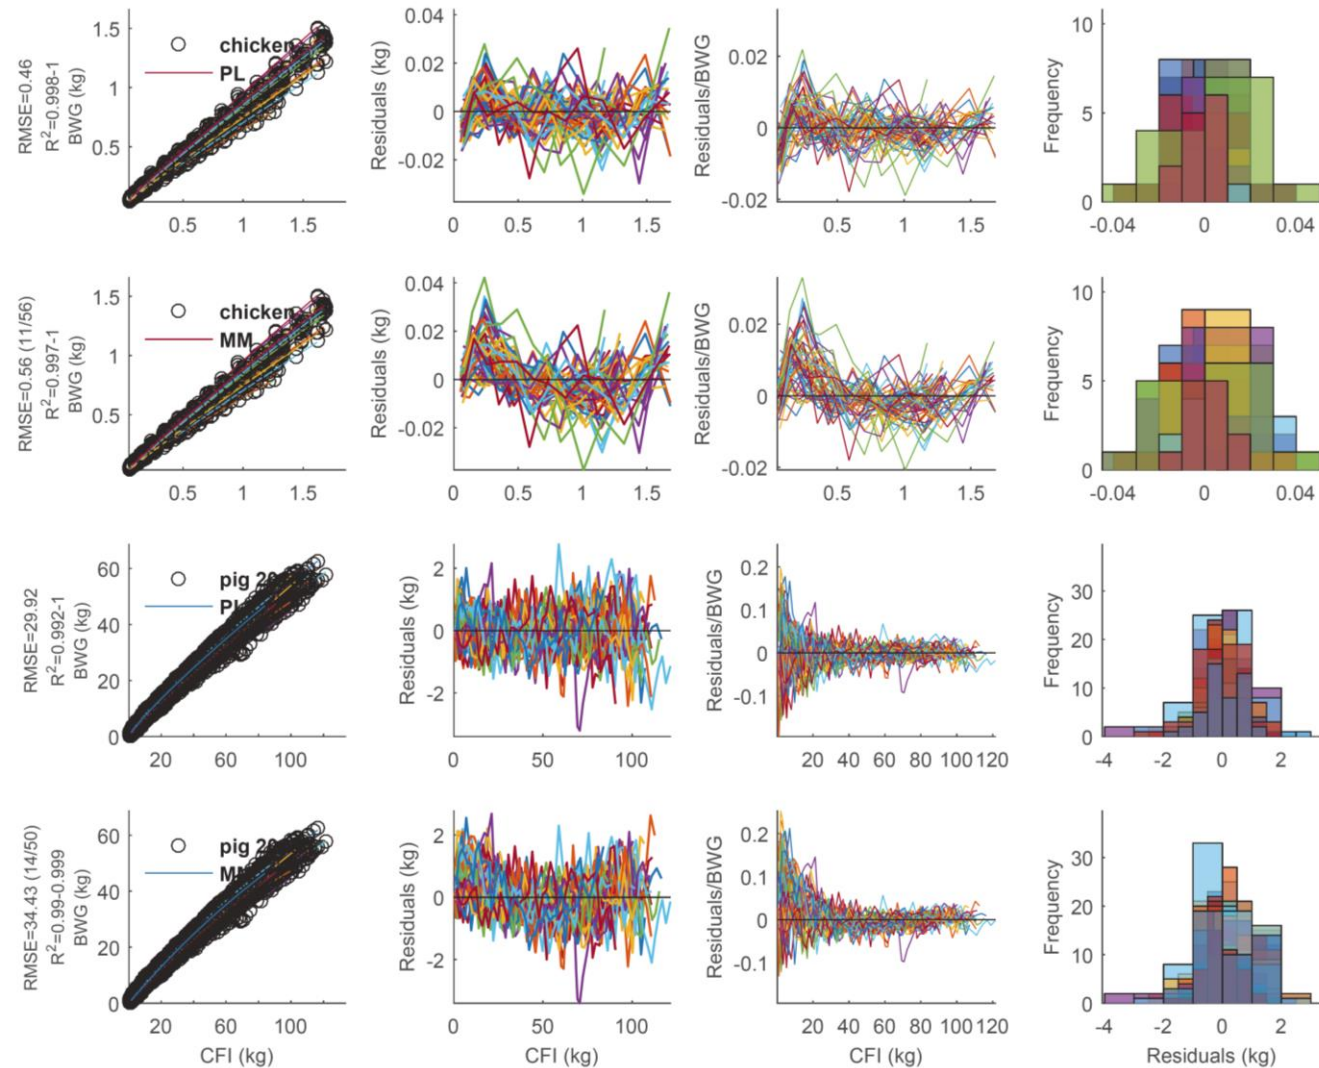 RMSE=0.46
R²=0.998-1
BWG (kg)
1.5
1
0.5
chicken
PL
0.5 1 1.5
Residuals (kg)
0.04
0.02
0
-0.02
0 0.5 1 1.5
Residuals/BWG
0.02
0
-0.02
0.5 1 1.5
Frequency
10
5
0
-0.04 0 0.04
RMSE=0.56 (11/56)
R²=0.997-1
BWG (kg)
1.5
1
0.5
chicken
MM
0.5 1 1.5
Residuals (kg)
0.04
0.02
0
-0.02
0 0.5 1 1.5
Residuals/BWG
0.02
0
-0.02
0.5 1 1.5
Frequency
10
5
0
-0.04 0 0.04
RMSE=29.92
R²=0.992-1
BWG (kg)
60
40
20
0
pig
20 60 100
Residuals (kg)
2
0
-2
0 50 100
Residuals/BWG
0.2
0.1
0
-0.1
20 40 60 80 100 120
Frequency
30
20
10
0
-4 -2 0 2
RMSE=34.43 (14/50)
R²=0.99-0.999
BWG (kg)
60
40
20
0
pig
20 60 100
CFI (kg)
Residuals (kg)
2
0
-2
0 50 100
CFI (kg)
Residuals/BWG
0.2
0.1
0
-0.1
20 40 60 80 100 120
CFI (kg)
Frequency
30
20
10
0
-4 -2 0 2
Residuals (kg)